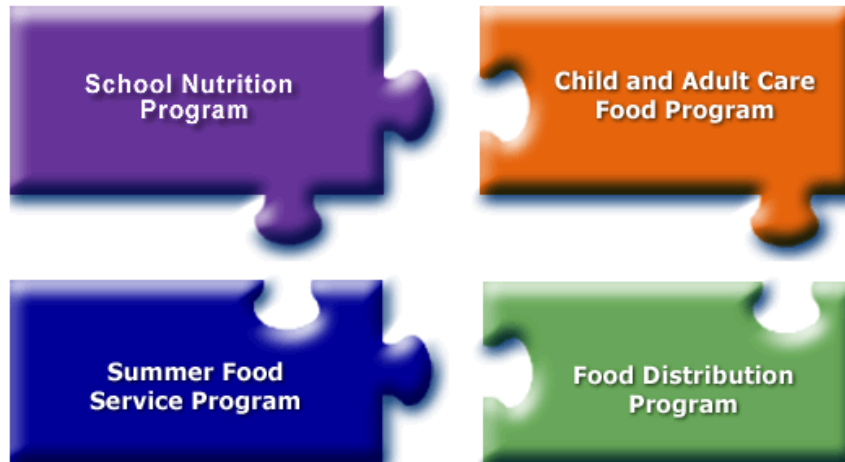 School Nutrition
Program
Child and Adult Care
Food Program
Summer Food
Service Program
Food Distribution
Program